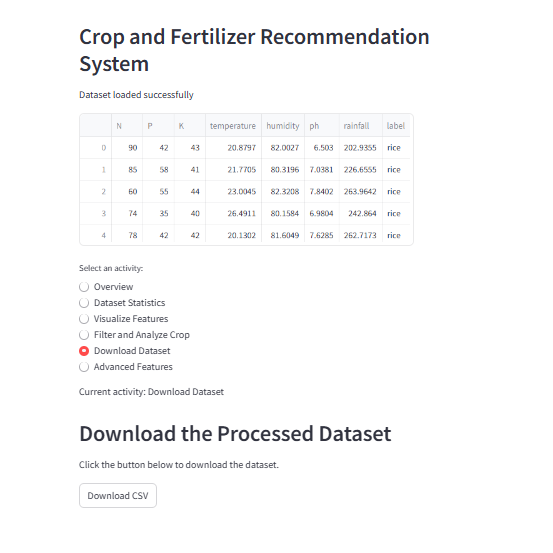 Crop and Fertilizer Recommendation
System
Dataset loaded successfully
N P K temperature humidity ph rainfall label
0 90 42 43 20.8797 82.0027 6.503 202.9355 rice
1 85 58 41 21.7705 80.3196 7.0381 226.6555 rice
2 60 55 44 23.0045 82.3208 7.8402 263.9642 rice
3 74 35 40 26.4911 80.1584 6.9804 242.864 rice
4 78 42 42 20.1302 81.6049 7.6285 262.7173 rice
Select an activity:
Overview
Dataset Statistics
Visualize Features
Filter and Analyze Crop
Download Dataset
Advanced Features
Current activity: Download Dataset
Download the Processed Dataset
Click the button below to download the dataset.
Download CSV